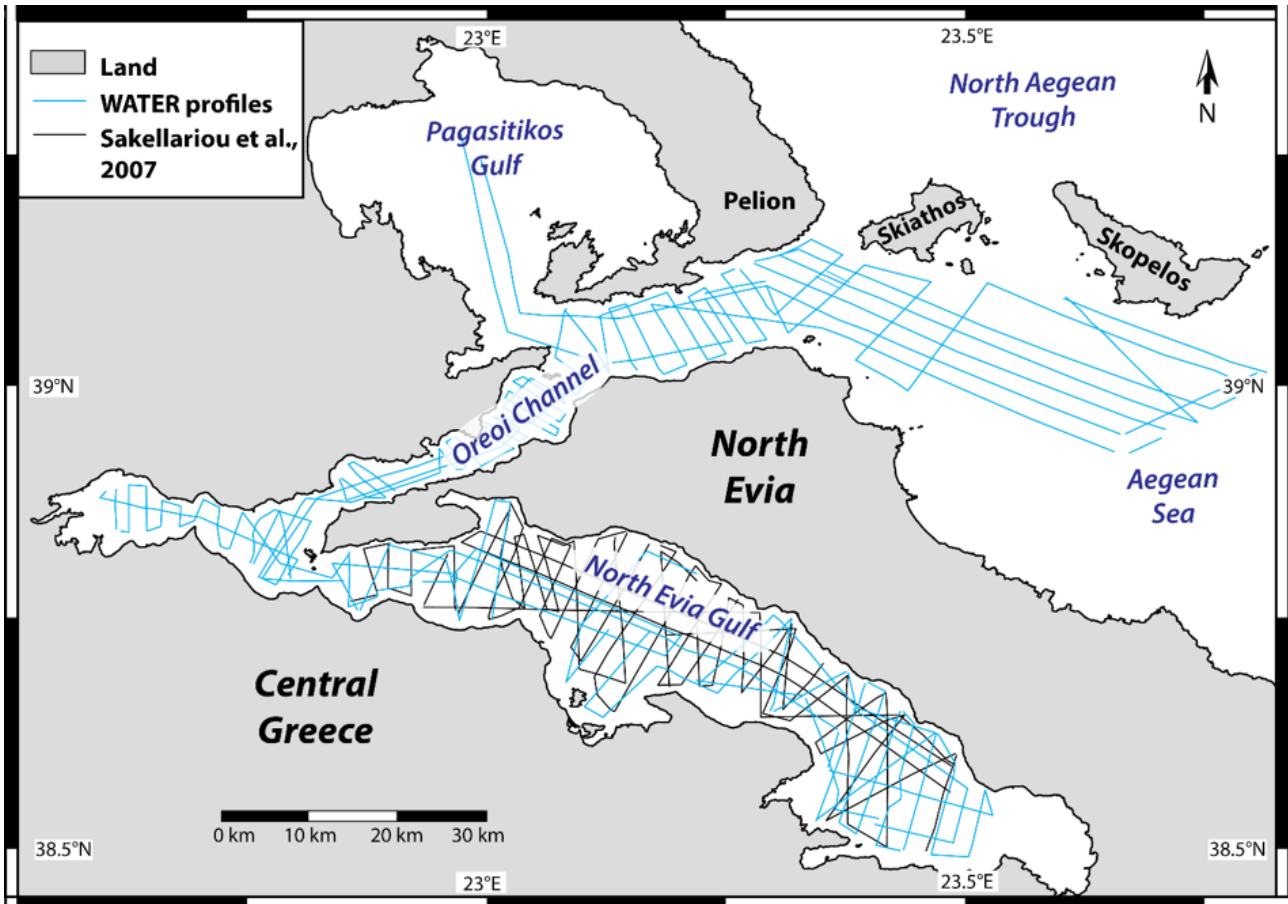 Land
WATER profiles
Sakellariou et al.,
2007
23°E
23.5°E
North Aegean
Trough
N
Pagasitikos
Gulf
Pelion
Skiathos
Skopelos
39°N
39°N
Oreoi Channel
North
Evia
Aegean
Sea
North Evia Gulf
Central
Greece
0 km
10 km
20 km
30 km
38.5°N
38.5°N
23°E
23.5°E